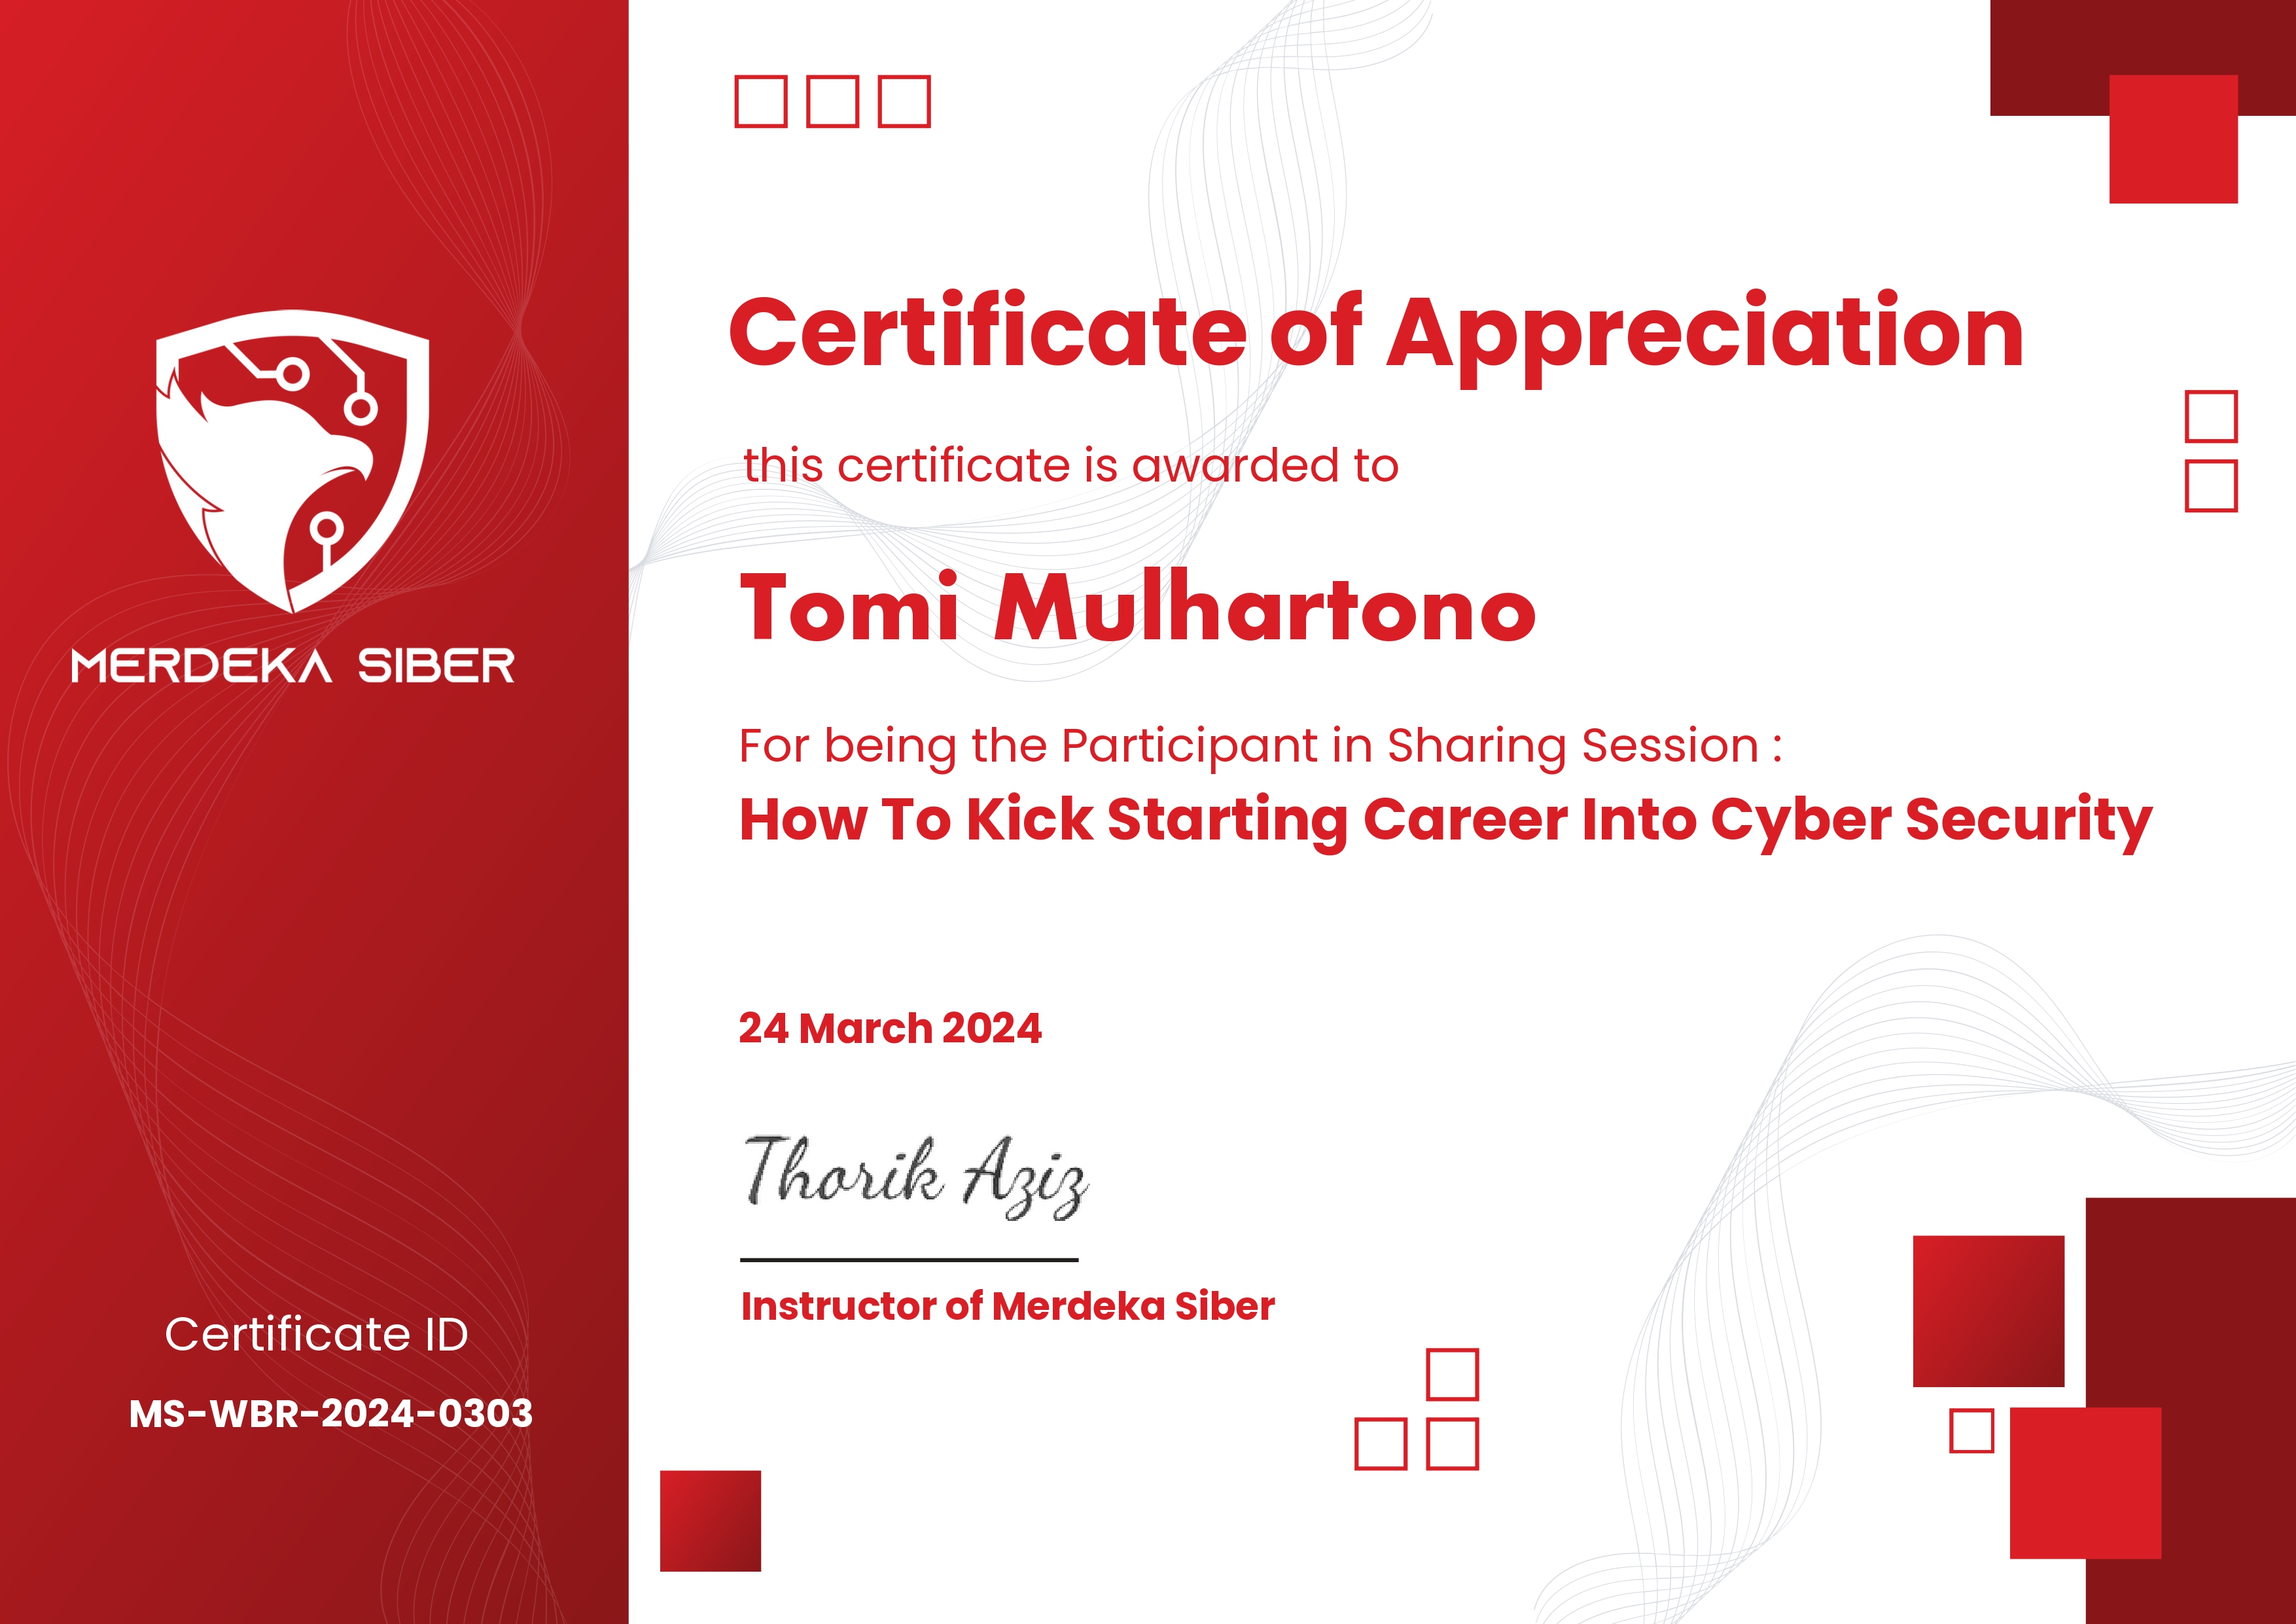 MERDEKA SIBER
Certificate ID
MS-WBR-2024-0303
Certificate of Appreciation
this certificate is awarded to
Tomi Mulhartono
For being the Participant in Sharing Session :
How To Kick Starting Career Into Cyber Security
24 March 2024
Thorik Aziz
Instructor of Merdeka Siber